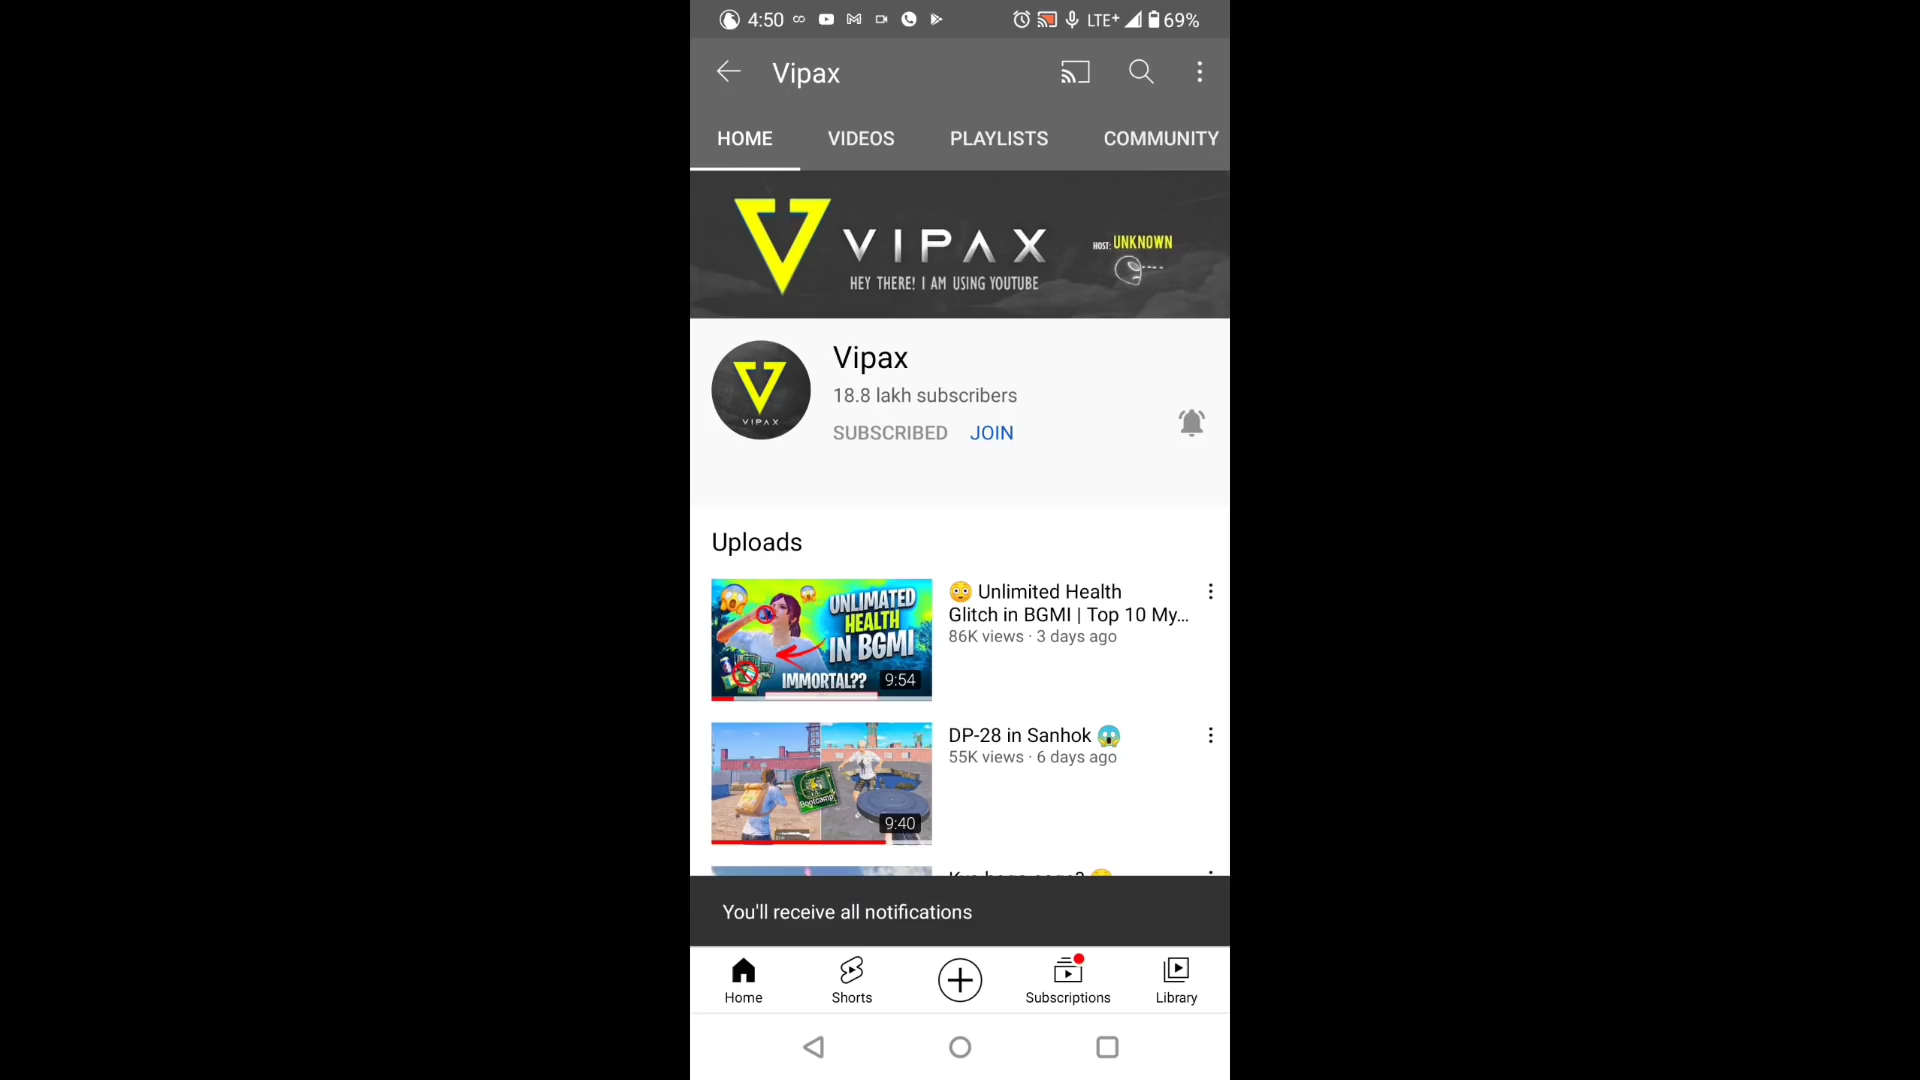 4:50 LTE+ 69%
Vipax
HOME VIDEOS PLAYLISTS COMMUNITY
VIPAX
HOST: UNKNOWN
HEY THERE! I AM USING YOUTUBE
Vipax
18.8 lakh subscribers
SUBSCRIBED JOIN
VIPAX
Uploads
UNLIMATED
HEALTH
IN BGMI
IMMORTAL??
9:54
😳 Unlimited Health
Glitch in BGMI | Top 10 My...
86K views · 3 days ago
Bootcamp
9:40
DP-28 in Sanhok 😱
55K views · 6 days ago
You'll receive all notifications
Home Shorts Subscriptions Library